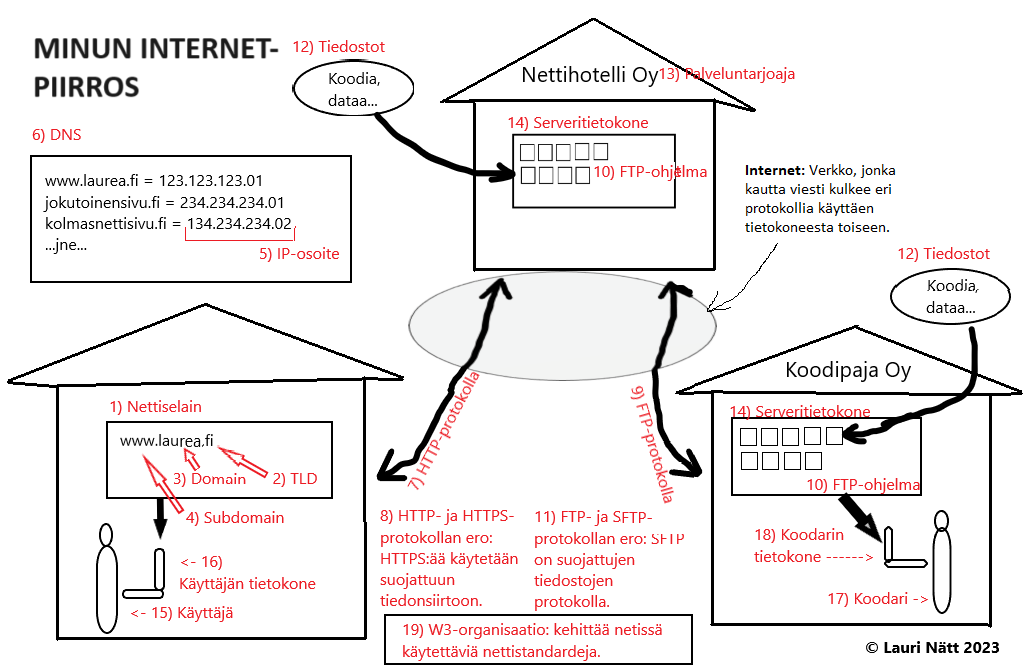 MINUN INTERNET-
PIIRROS
12) Tiedostot
Koodia,
dataa...
Nettihotelli Oy
13) Palveluntarjoaja
14) Serveritietokone
10) FTP-ohjelma
6) DNS
www.laurea.fi = 123.123.123.01
jokutoinensivu.fi = 234.234.234.01
kolmasnettisivu.fi = 134.234.234.02
...jne...
5) IP-osoite
Internet: Verkko, jonka
kautta viesti kulkee eri
protokollia käyttäen
tietokoneesta toiseen.
12) Tiedostot
Koodia,
dataa...
1) Nettiselain
www.laurea.fi
3) Domain
2) TLD
4) Subdomain
<- 16)
Käyttäjän tietokone
<- 15) Käyttäjä
7) HTTP-protokolla
9) FTP-protokolla
8) HTTP- ja HTTPS-
protokollan ero:
HTTPS:ää käytetään
suojattuun
tiedonsiirtoon.
11) FTP- ja SFTP-
protokollan ero: SFTP
on suojattujen
tiedostojen
protokolla.
Koodipaja Oy
14) Serveritietokone
10) FTP-ohjelma
18) Koodarin
tietokone ------>
17) Koodari ->
19) W3-organisaatio: kehittää netissä
käytettäviä nettistandardeja.
© Lauri Nätt 2023